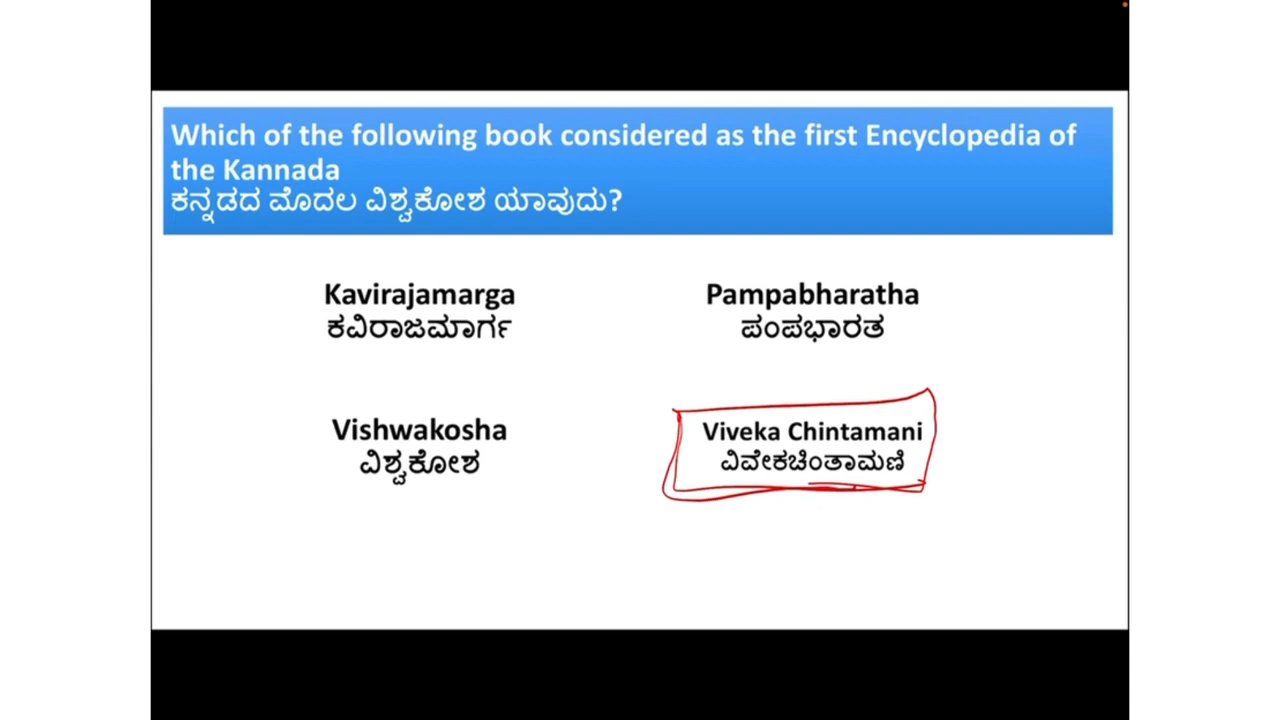 Which of the following book considered as the first Encyclopedia of
the Kannada
ಕನ್ನಡದ ಮೊದಲ ವಿಶ್ವಕೋಶ ಯಾವುದು?
Kavirajamarga
ಕವಿರಾಜಮಾರ್ಗ
Pampabharatha
ಪಂಪಭಾರತ
Vishwakosha
ವಿಶ್ವಕೋಶ
Viveka Chintamani
ವಿವೇಕಚಿಂತಾಮಣಿ